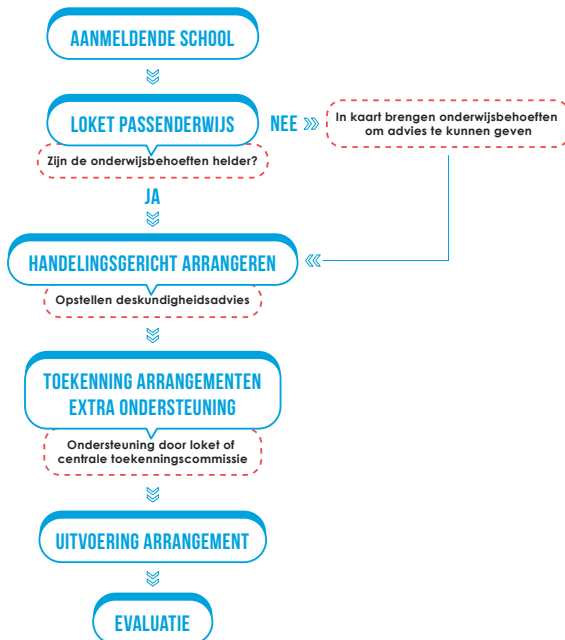 AANMELDENDE SCHOOL
LOKET PASSENDERWIJS
Zijn de onderwijsbehoeften helder?
NEE
In kaart brengen onderwijsbehoeften
om advies te kunnen geven
JA
HANDELINGSGERICHT ARRANGEREN
Opstellen deskundigheidsadvies
TOEKENNING ARRANGEMENTEN
EXTRA ONDERSTEUNING
Ondersteuning door loket of
centrale toekenningscommissie
UITVOERING ARRANGEMENT
EVALUATIE